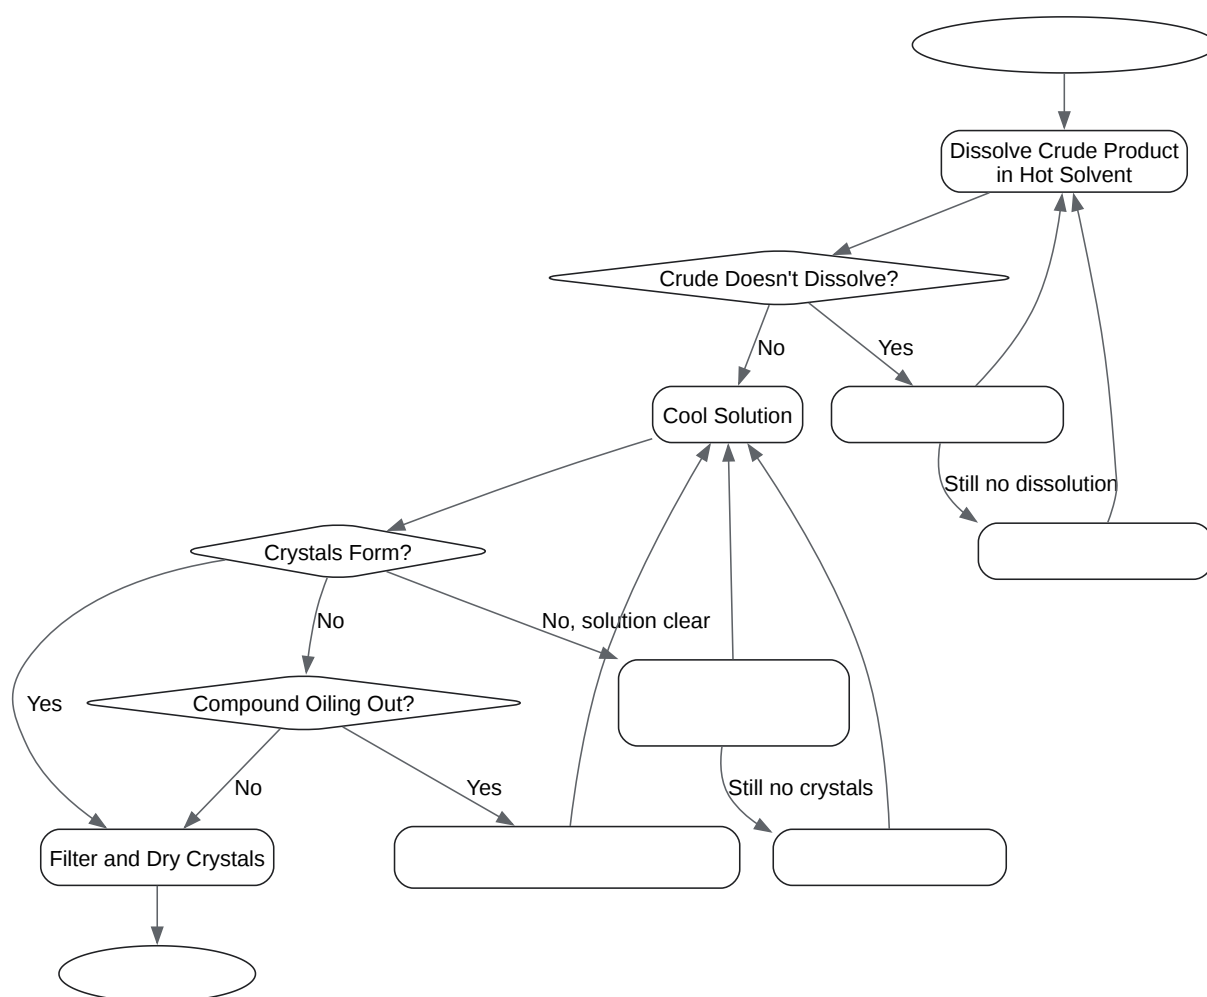 Dissolve Crude Product
in Hot Solvent
Crude Doesn't Dissolve?
No
Yes
Cool Solution
Still no dissolution
Crystals Form?
No
No, solution clear
Yes
Compound Oiling Out?
No
Yes
Still no crystals
Filter and Dry Crystals